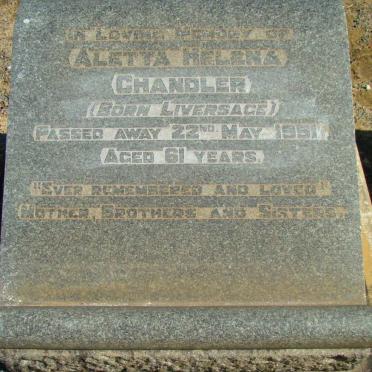 In Loving Memory of
Aletta Helena
(Chandler)
(Born Liversage)
Passed away 22nd May 1951.
Aged 61 years.
"Ever remembered and loved"
Mother, Brothers and Sisters.